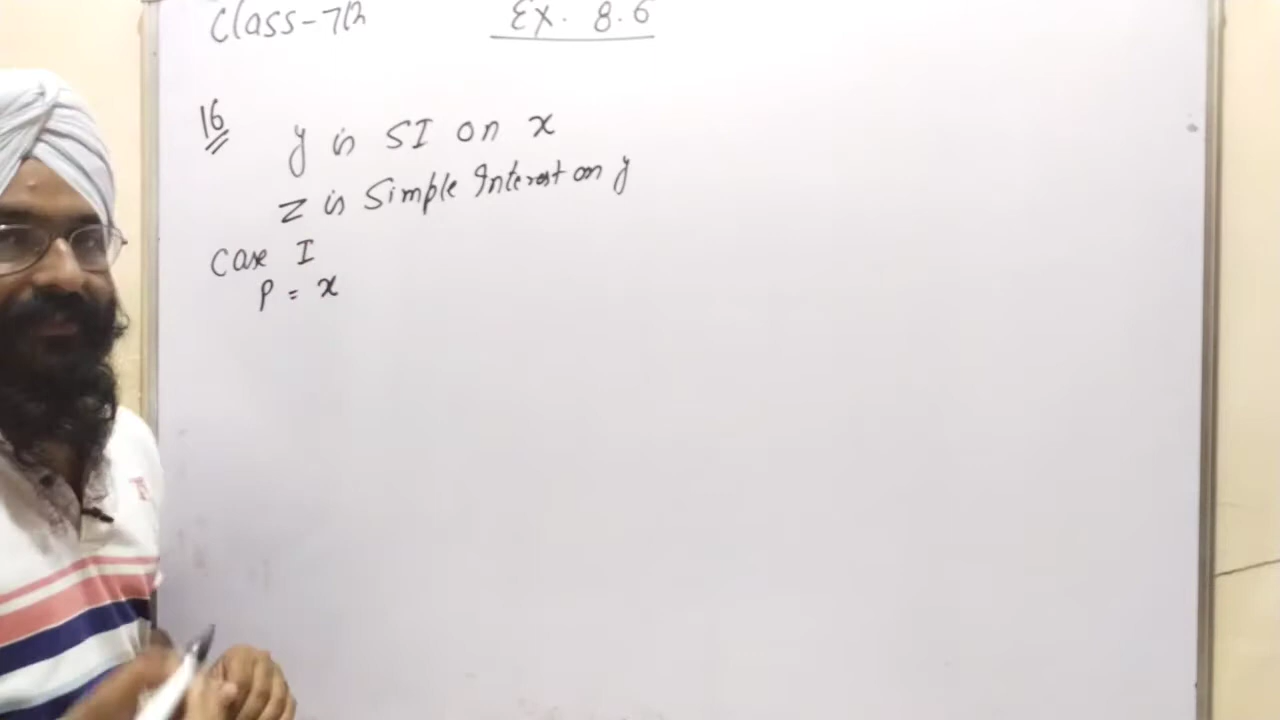 Class-7th Ex. 8.6
16
y is SI on x
z is Simple Interest on y
Case I
P = x